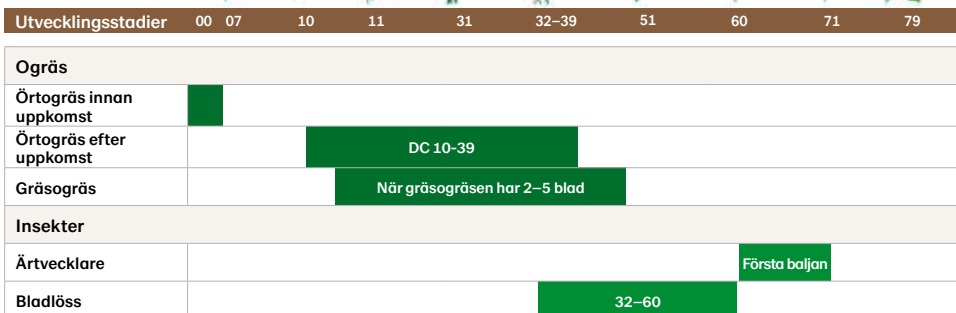 Utvecklingsstadier 00 07 10 11 31 32–39 51 60 71 79
Ogräs
Örtogräs innan
uppkomst
Örtogräs efter
uppkomst
DC 10-39
Gräsogräs
När gräsogräsen har 2–5 blad
Insekter
Ärtvecklare
Första baljan
Bladlöss
32–60